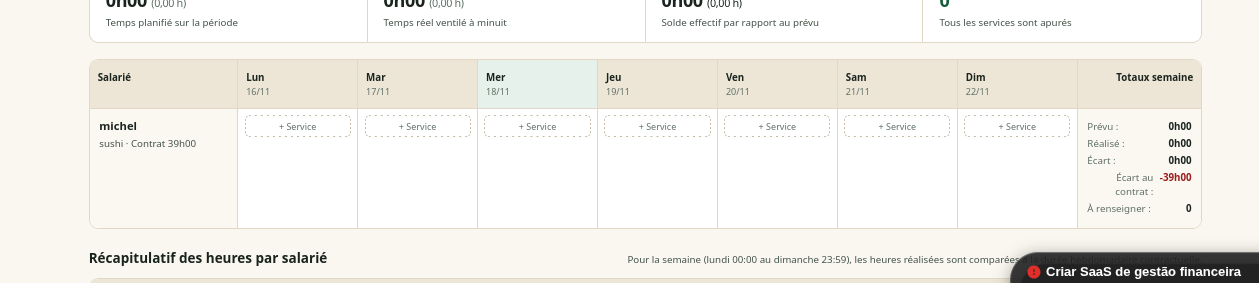 0h00 (0,00 h) 0h00 (0,00 h) 0h00 (0,00 h) 0
Temps planifié sur la période Temps réel ventilé à minuit Solde effectif par rapport au prévu Tous les services sont apurés
Salarié Lun Mar Mer Jeu Ven Sam Dim Totaux semaine
16/11 17/11 18/11 19/11 20/11 21/11 22/11
michel + Service + Service + Service + Service + Service + Service + Service Prévu : 0h00
sushi · Contrat 39h00 Réalisé : 0h00
Écart : 0h00
Écart au -39h00
contrat :
À renseigner : 0
Récapitulatif des heures par salarié Pour la semaine (lundi 00:00 au dimanche 23:59), les heures réalisées sont comparées à la durée hebdomadaire contractuelle.
Criar SaaS de gestão financeira